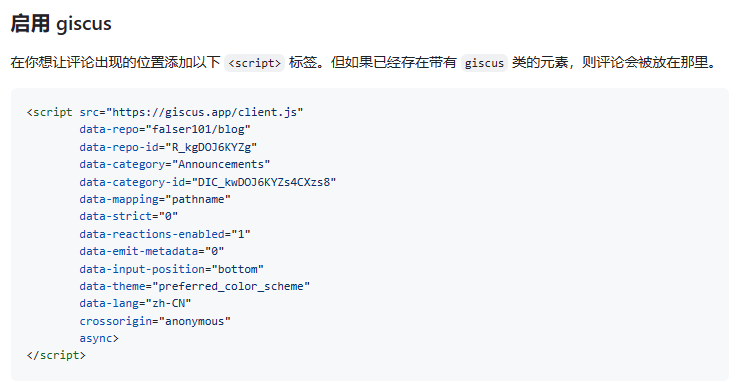 启用 giscus
在你想让评论出现的位置添加以下 <script> 标签。但如果已经存在带有 giscus 类的元素，则评论会被放在那里。
<script src="https://giscus.app/client.js"
data-repo="falser101/blog"
data-repo-id="R_kgDOJ6KYZg"
data-category="Announcements"
data-category-id="DIC_kwDOJ6KYZs4CXzs8"
data-mapping="pathname"
data-strict="0"
data-reactions-enabled="1"
data-emit-metadata="0"
data-input-position="bottom"
data-theme="preferred_color_scheme"
data-lang="zh-CN"
crossorigin="anonymous"
async>
</script>